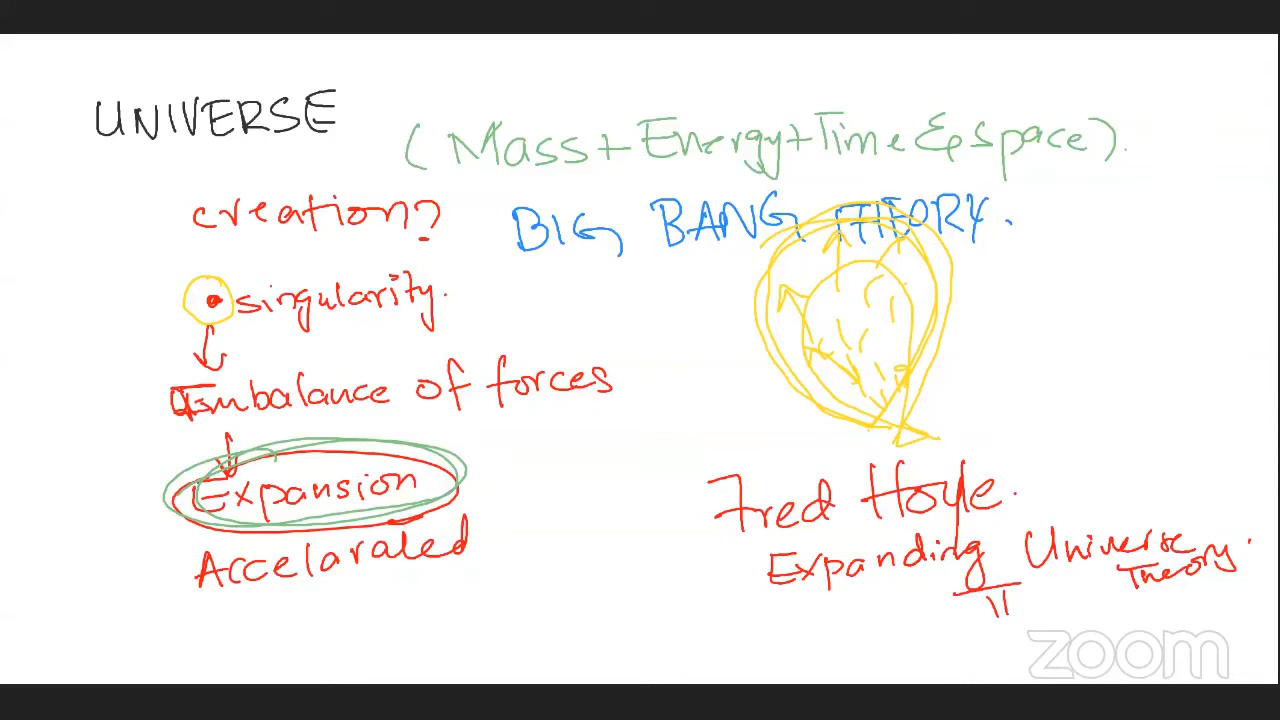 UNIVERSE
(Mass+Energy+Time & space).
creation?
BIG BANG THEORY.
singularity.
Imbalance of forces
Expansion
Accelaraled
Fred Hoyle.
Expanding Universe
Theory.
zoom